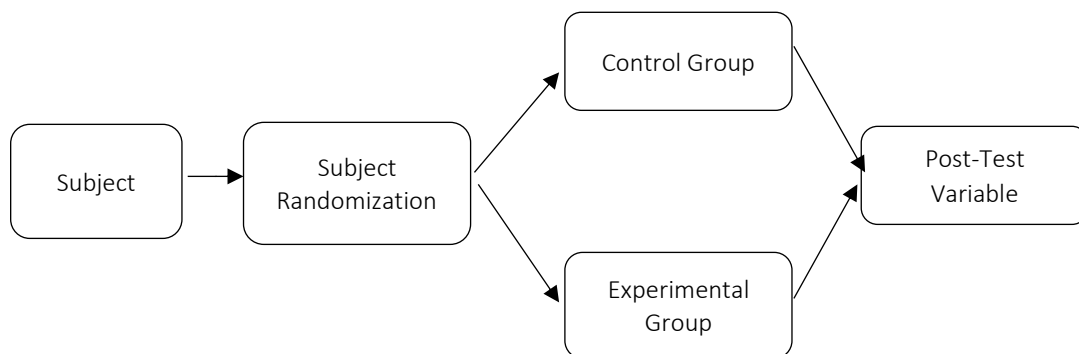 Subject
Subject
Randomization
Control Group
Experimental
Group
Post-Test
Variable